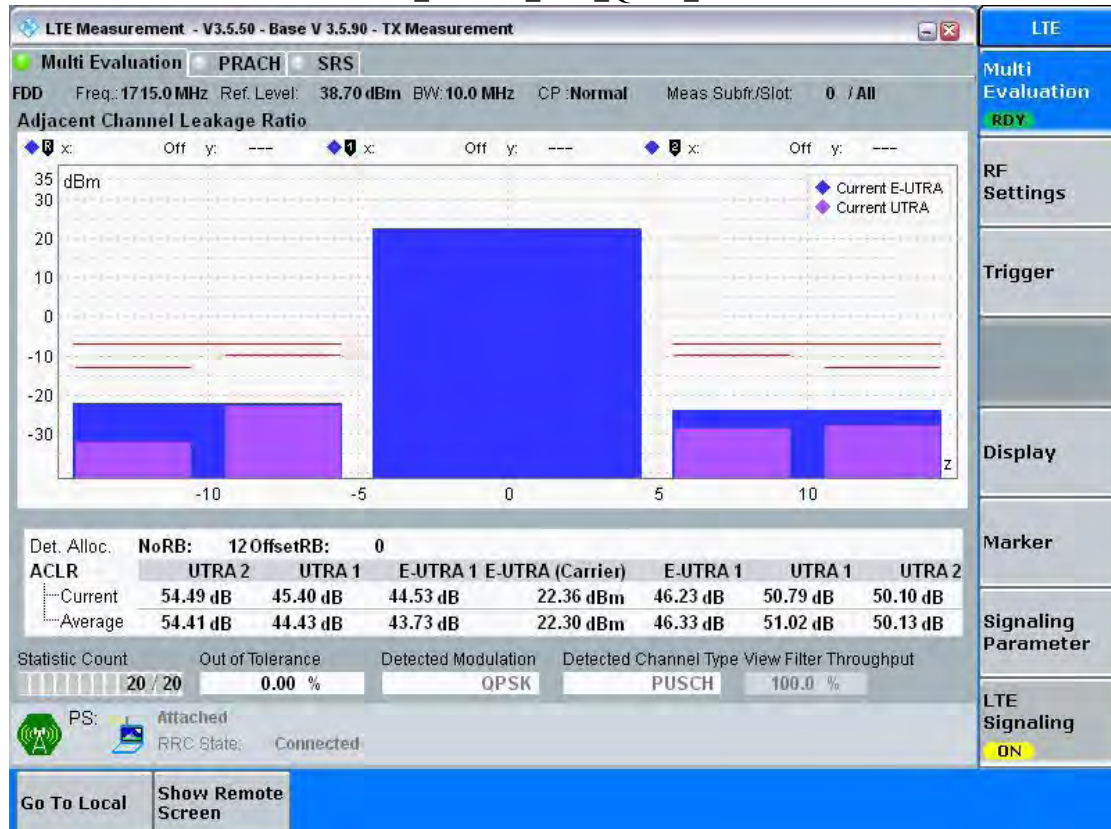 LTE Measurement - V3.5.50 - Base V 3.5.90 - TX Measurement
LTE
Multi Evaluation PRACH SRS
FDD Freq.: 1715.0 MHz Ref. Level: 38.70 dBm BW: 10.0 MHz CP :Normal Meas Subfr./Slot: 0 / All
Adjacent Channel Leakage Ratio
R x: Off y: --- 1 x: Off y: --- 2 x: Off y: ---
35 dBm
30
20
10
0
-10
-20
-30
Current E-UTRA
Current UTRA
z
-10 -5 0 5 10
Det. Alloc. NoRB: 12 OffsetRB: 0
ACLR UTRA 2 UTRA 1 E-UTRA 1 E-UTRA (Carrier) E-UTRA 1 UTRA 1 UTRA 2
Current 54.49 dB 45.40 dB 44.53 dB 22.36 dBm 46.23 dB 50.79 dB 50.10 dB
Average 54.41 dB 44.43 dB 43.73 dB 22.30 dBm 46.33 dB 51.02 dB 50.13 dB
Statistic Count Out of Tolerance Detected Modulation Detected Channel Type View Filter Throughput
20 / 20 0.00 % QPSK PUSCH 100.0 %
PS: Attached
RRC State: Connected
Multi
Evaluation
RDY
RF
Settings
Trigger
Display
Marker
Signaling
Parameter
LTE
Signaling
ON
Go To Local
Show Remote
Screen